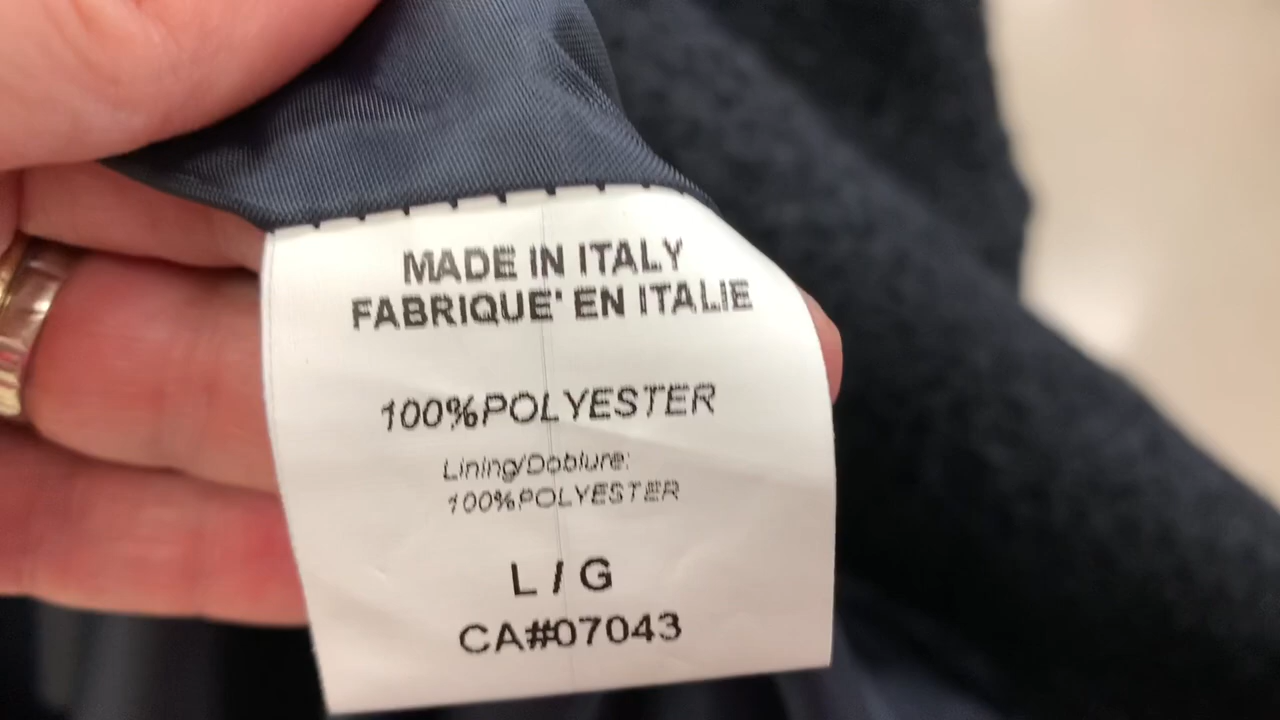 MADE IN ITALY
FABRIQUE' EN ITALIE
100%POLYESTER
Lining/Doblure:
100%POLYESTER
L / G
CA#07043